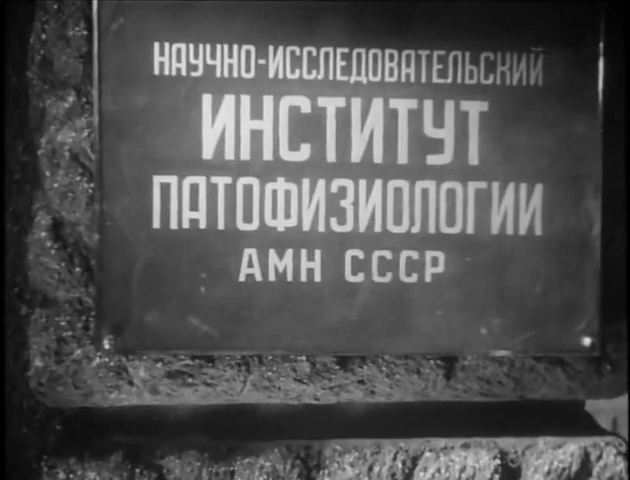 НАУЧНО-ИССЛЕДОВАТЕЛЬСКИЙ
ИНСТИТУТ
ПАТОФИЗИОЛОГИИ
АМН СССР